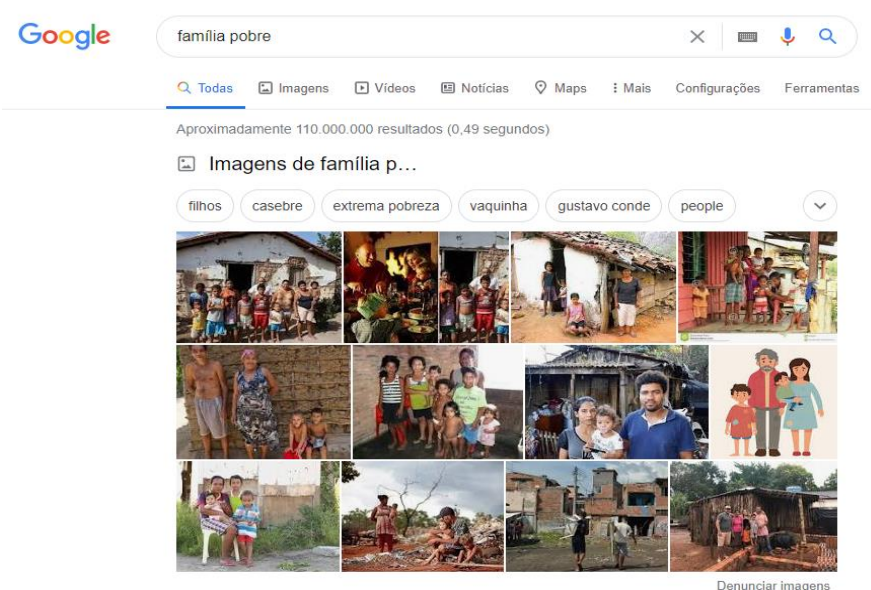 Google família pobre
Todas Imagens Vídeos Notícias Maps Mais Configurações Ferramentas
Aproximadamente 110.000.000 resultados (0,49 segundos)
Imagens de família p...
filhos casebre extrema pobreza vaquinha gustavo conde people
Denunciar imagens